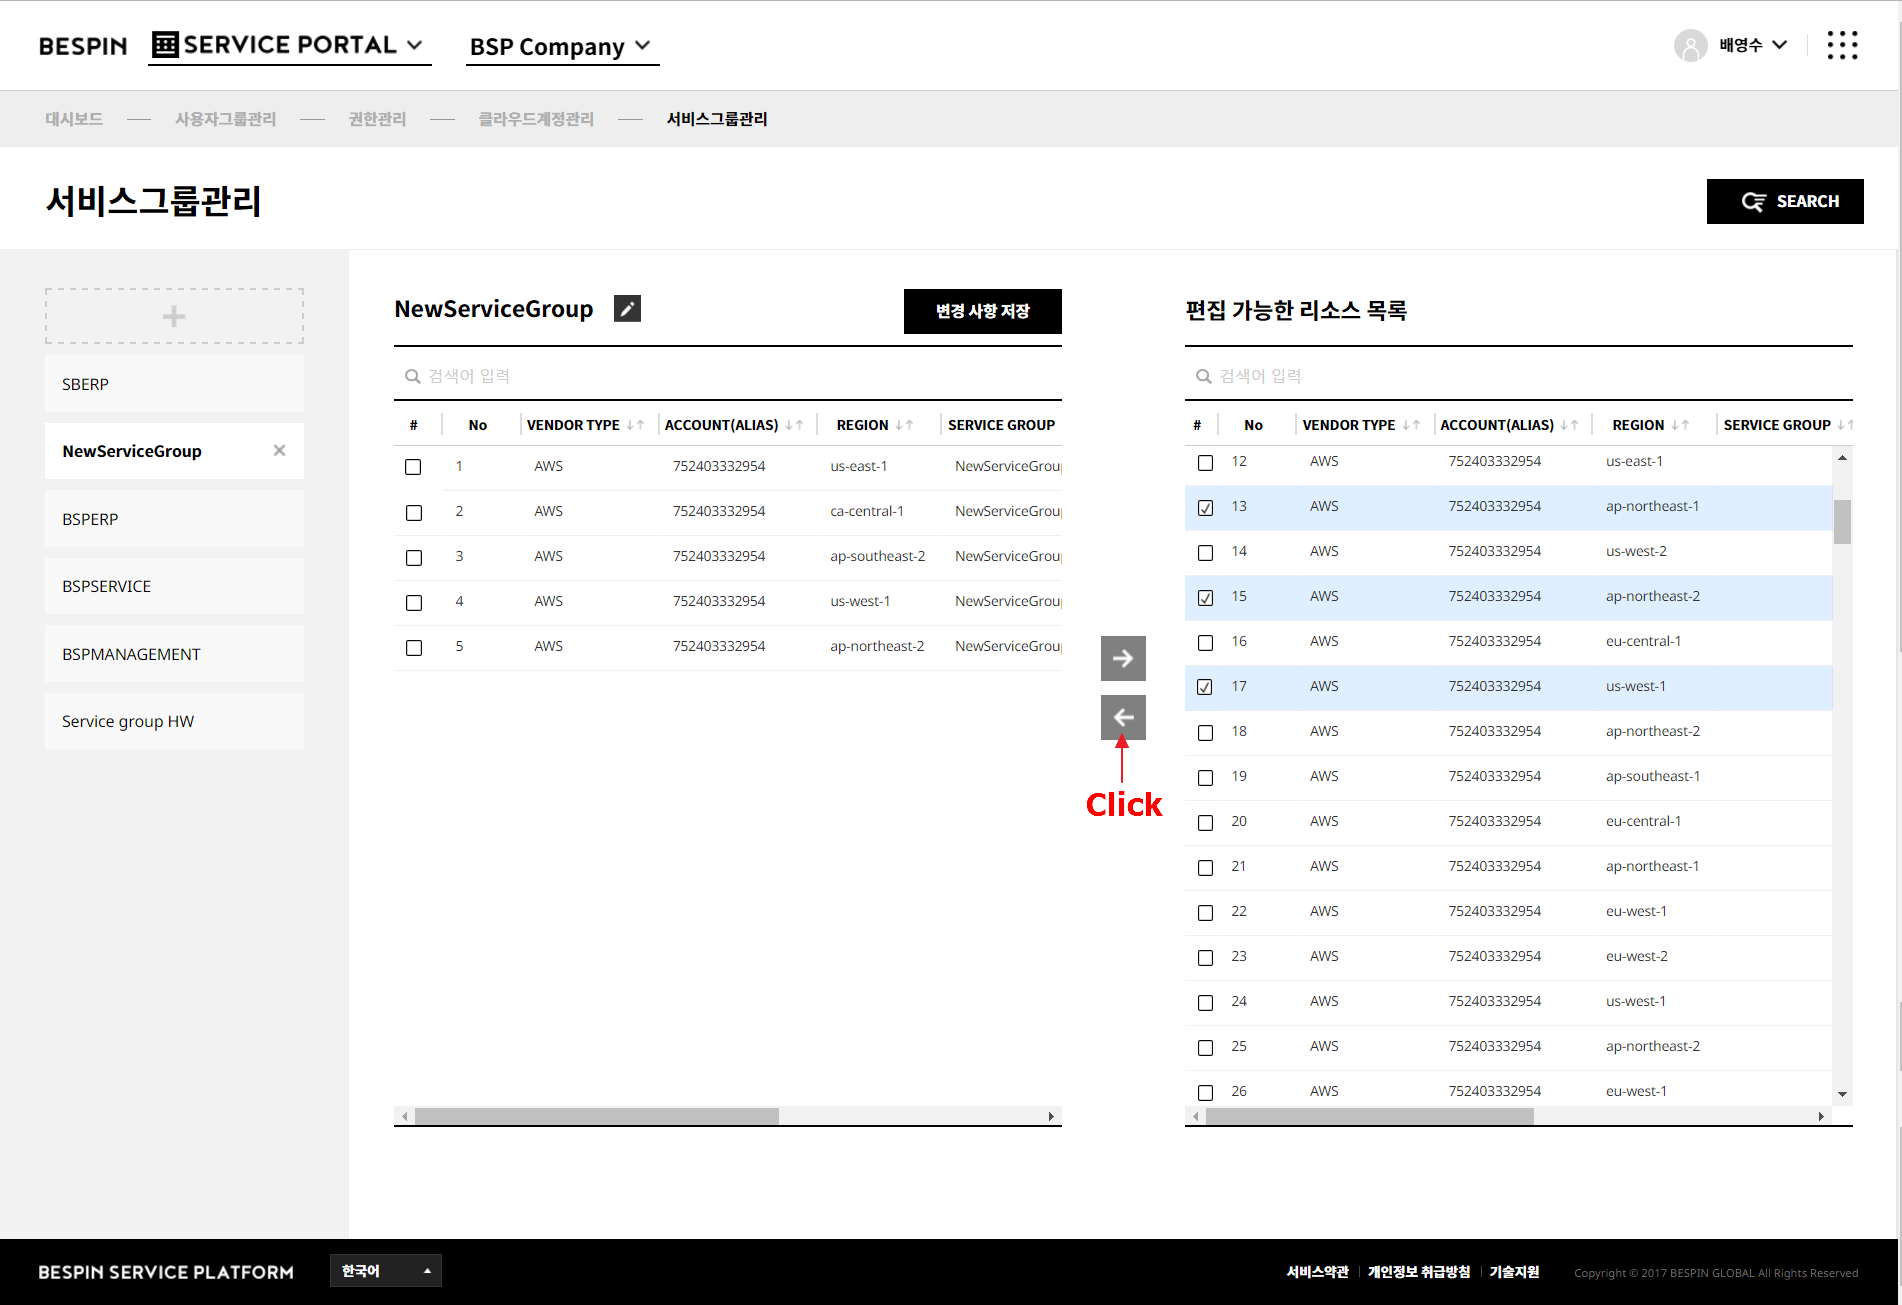 BESPIN SERVICE PORTAL BSP Company 배영수
대시보드 사용자그룹관리 권한관리 클라우드계정관리 서비스그룹관리
서비스그룹관리 SEARCH
SBERP
NewServiceGroup
BSPERP
BSPSERVICE
BSPMANAGEMENT
Service group HW
NewServiceGroup 변경 사항 저장
검색어 입력
# No VENDOR TYPE ACCOUNT(ALIAS) REGION SERVICE GROUP
1 AWS 752403332954 us-east-1 NewServiceGrou
2 AWS 752403332954 ca-central-1 NewServiceGrou
3 AWS 752403332954 ap-southeast-2 NewServiceGrou
4 AWS 752403332954 us-west-1 NewServiceGrou
5 AWS 752403332954 ap-northeast-2 NewServiceGrou
Click
편집 가능한 리소스 목록
검색어 입력
# No VENDOR TYPE ACCOUNT(ALIAS) REGION SERVICE GROUP
12 AWS 752403332954 us-east-1
13 AWS 752403332954 ap-northeast-1
14 AWS 752403332954 us-west-2
15 AWS 752403332954 ap-northeast-2
16 AWS 752403332954 eu-central-1
17 AWS 752403332954 us-west-1
18 AWS 752403332954 ap-northeast-2
19 AWS 752403332954 ap-southeast-1
20 AWS 752403332954 eu-central-1
21 AWS 752403332954 ap-northeast-1
22 AWS 752403332954 eu-west-1
23 AWS 752403332954 eu-west-2
24 AWS 752403332954 us-west-1
25 AWS 752403332954 ap-northeast-2
26 AWS 752403332954 eu-west-1
BESPIN SERVICE PLATFORM 한국어 서비스약관 개인정보 취급방침 기술지원 Copyright © 2017 BESPIN GLOBAL All Rights Reserved